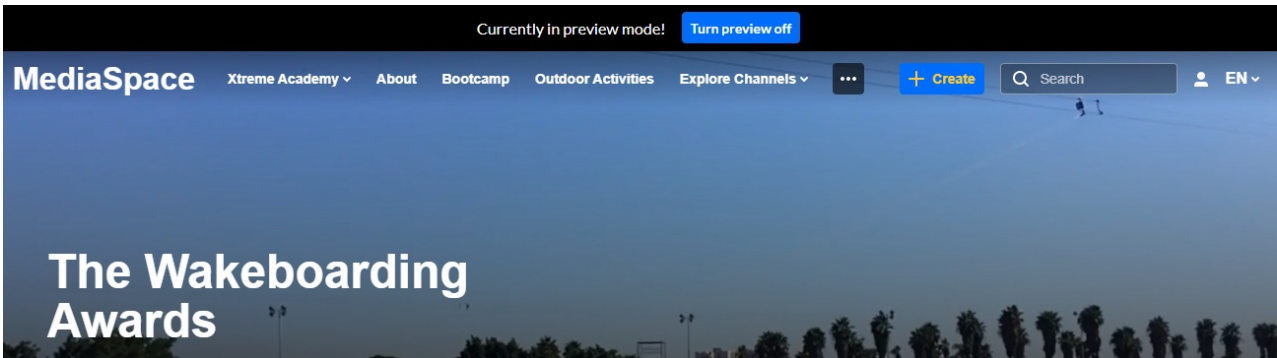 Currently in preview mode! Turn preview off
MediaSpace Xtreme Academy About Bootcamp Outdoor Activities Explore Channels ... + Create Search EN
The Wakeboarding
Awards